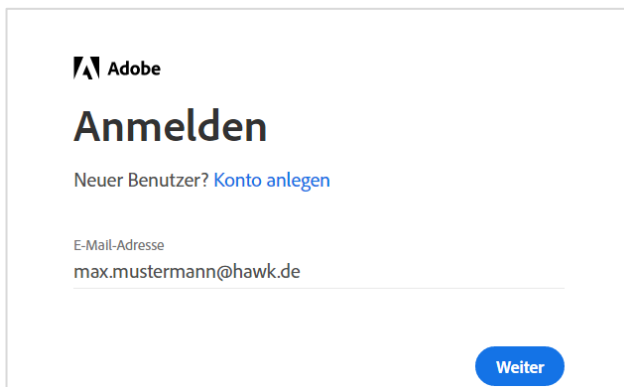 Adobe
Anmelden
Neuer Benutzer? Konto anlegen
E-Mail-Adresse
max.mustermann@hawk.de
Weiter